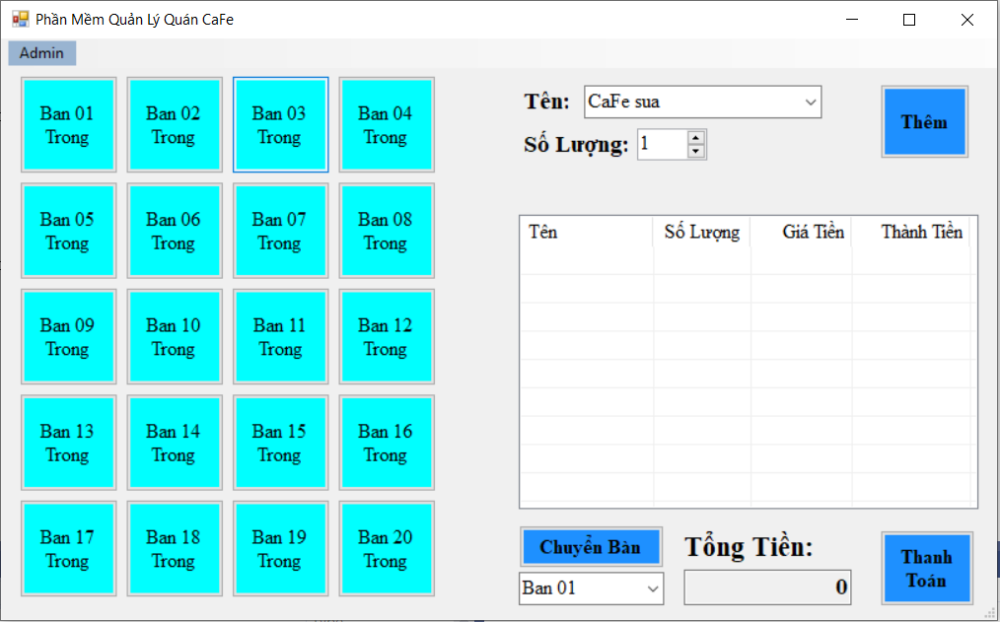 Phần Mềm Quản Lý Quán CaFe
Admin
Ban 01
Trong
Ban 02
Trong
Ban 03
Trong
Ban 04
Trong
Ban 05
Trong
Ban 06
Trong
Ban 07
Trong
Ban 08
Trong
Ban 09
Trong
Ban 10
Trong
Ban 11
Trong
Ban 12
Trong
Ban 13
Trong
Ban 14
Trong
Ban 15
Trong
Ban 16
Trong
Ban 17
Trong
Ban 18
Trong
Ban 19
Trong
Ban 20
Trong
Tên: CaFe sua
Số Lượng: 1
Thêm
Tên Số Lượng Giá Tiền Thành Tiền
Chuyển Bàn
Ban 01
Tổng Tiền:
0
Thanh
Toán